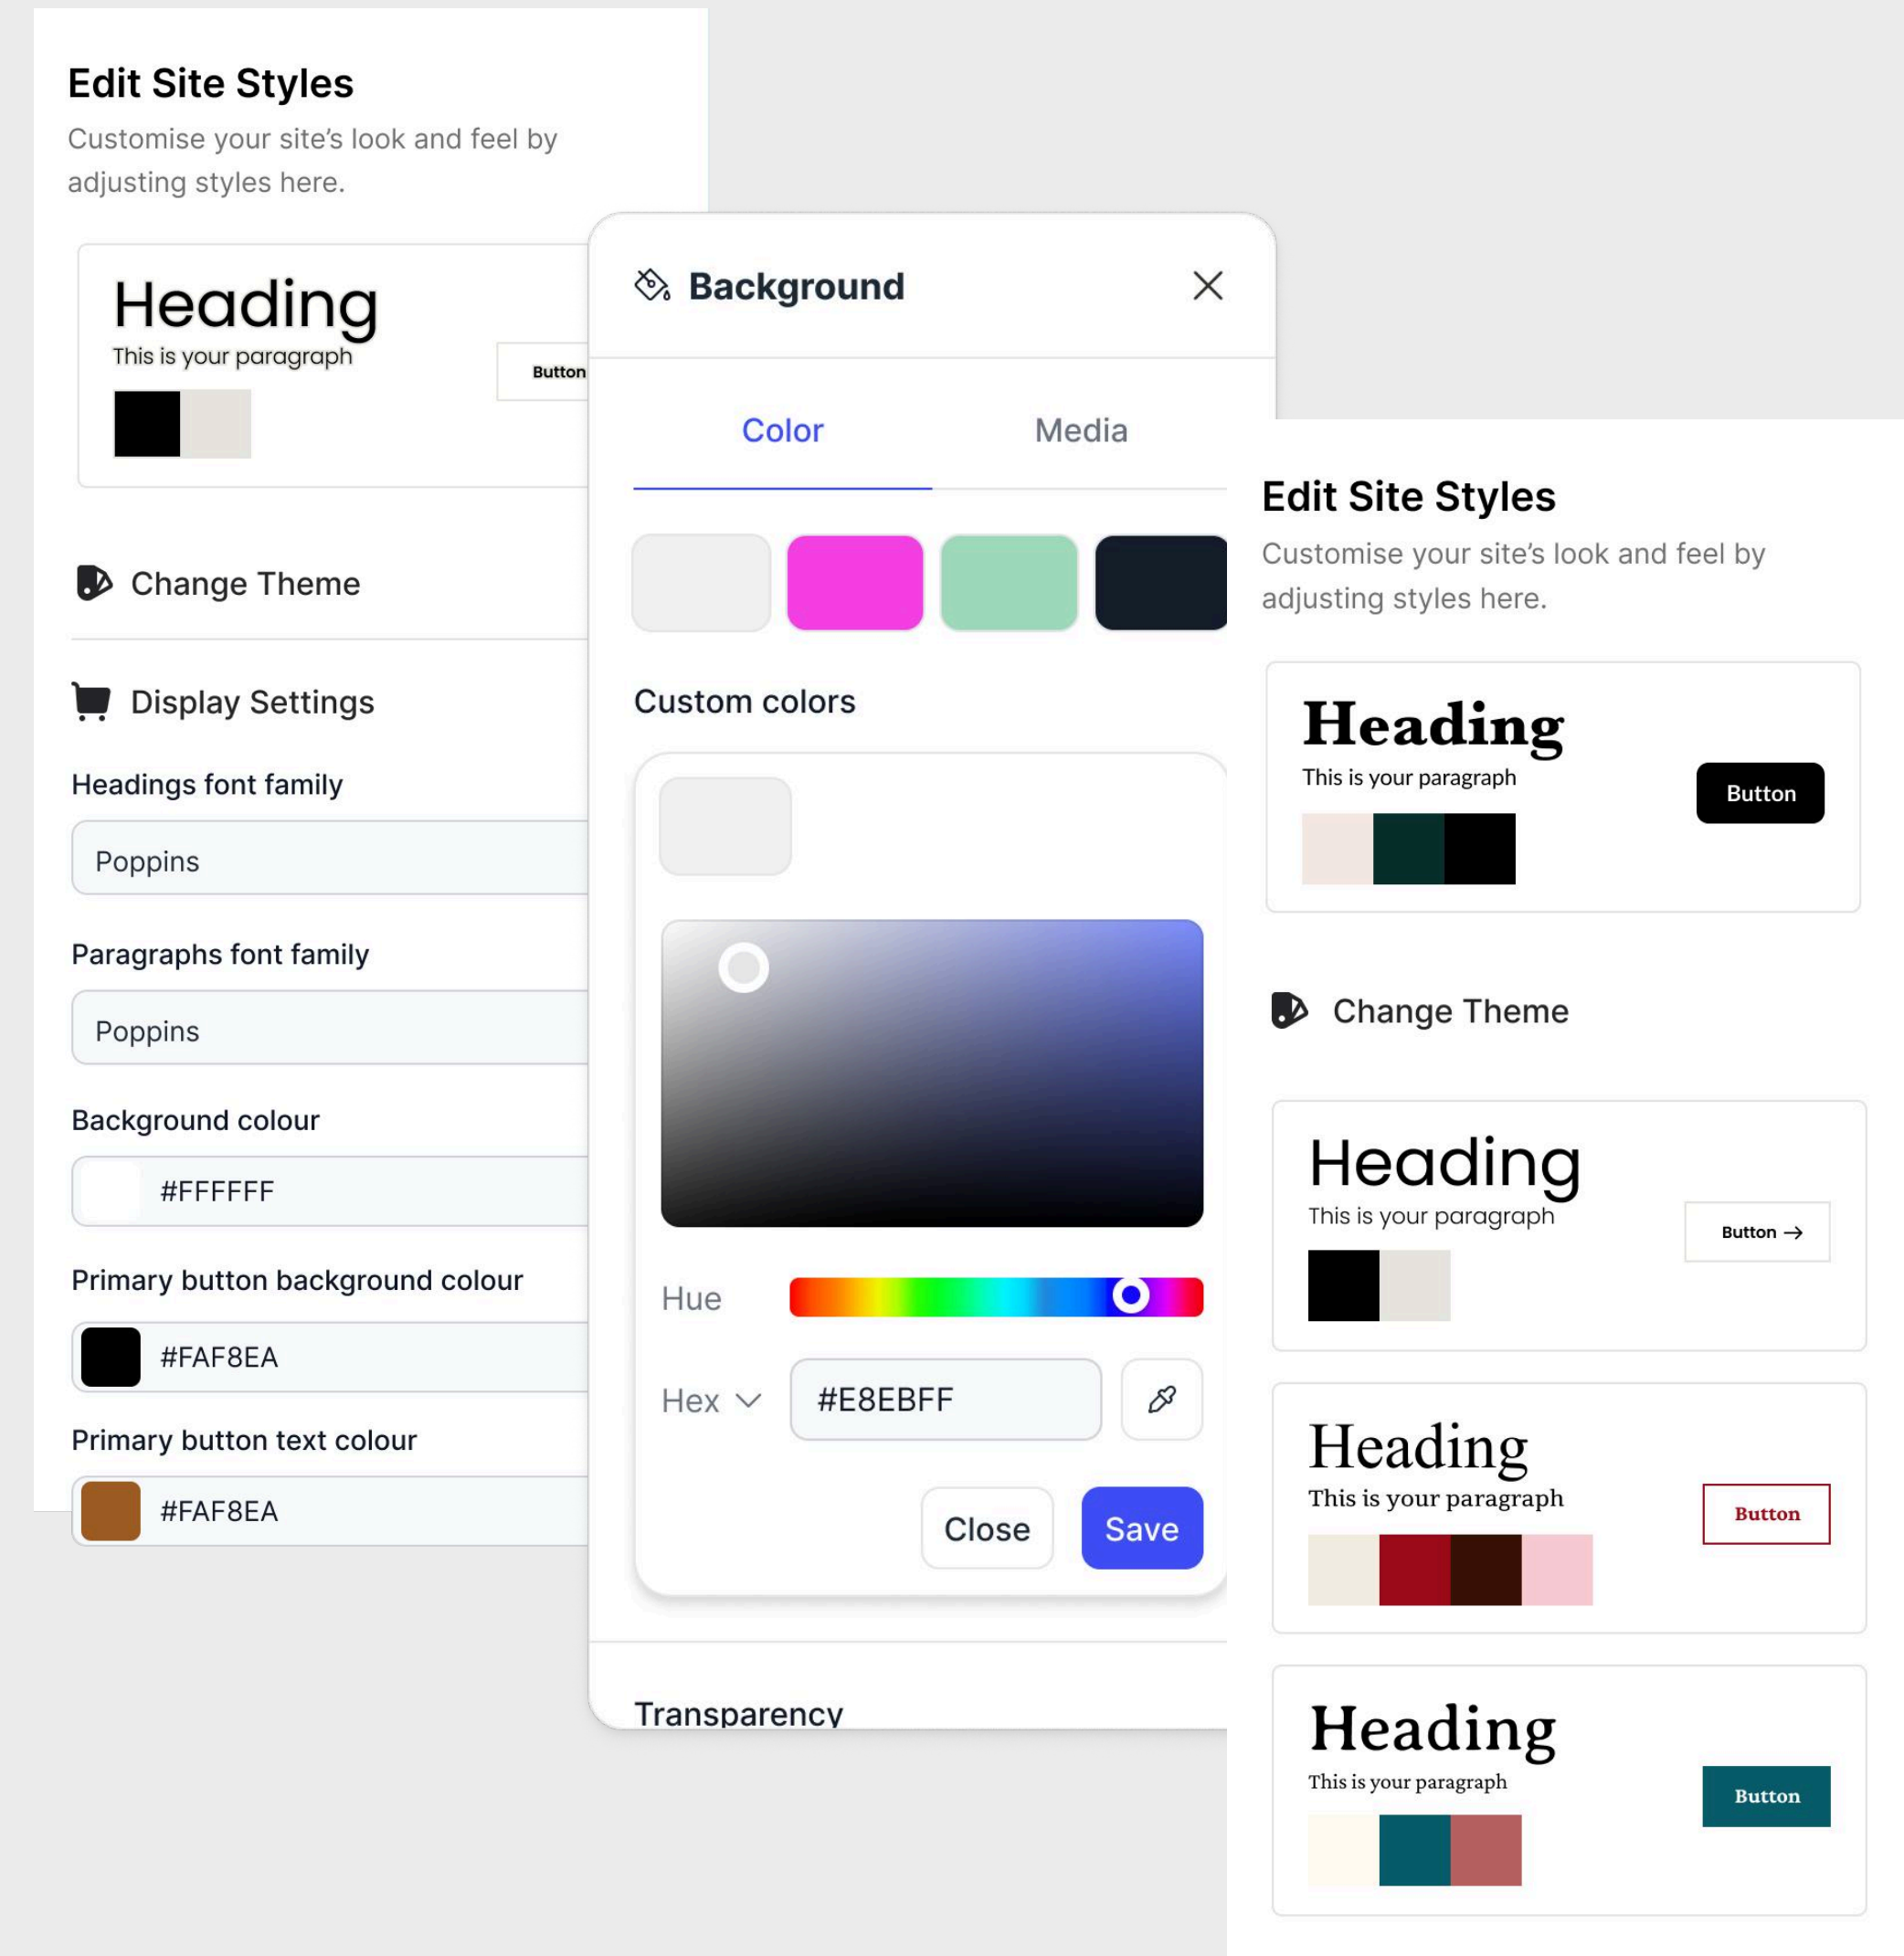 Edit Site Styles
Customise your site’s look and feel by
adjusting styles here.
Heading
This is your paragraph
Button
Change Theme
Display Settings
Headings font family
Poppins
Paragraphs font family
Poppins
Background colour
#FFFFFF
Primary button background colour
#FAF8EA
Primary button text colour
#FAF8EA
Background
Color
Media
Custom colors
Hue
Hex
#E8EBFF
Close
Save
Transparency
Edit Site Styles
Customise your site’s look and feel by
adjusting styles here.
Heading
This is your paragraph
Button
Change Theme
Heading
This is your paragraph
Button →
Heading
This is your paragraph
Button
Heading
This is your paragraph
Button